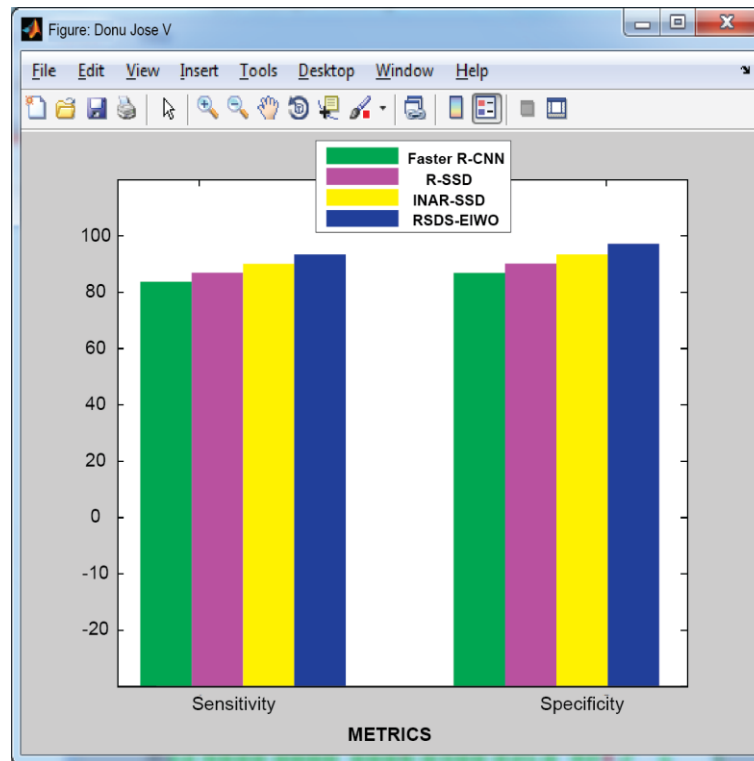 Figure: Donu Jose V
File Edit View Insert Tools Desktop Window Help
Faster R-CNN
R-SSD
INAR-SSD
RSDS-EIWO
100
80
60
40
20
0
-10
-20
Sensitivity Specificity
METRICS